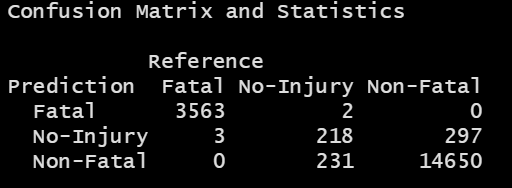 Confusion Matrix and Statistics
Reference
Prediction Fatal No-Injury Non-Fatal
Fatal 3563 2 0
No-Injury 3 218 297
Non-Fatal 0 231 14650